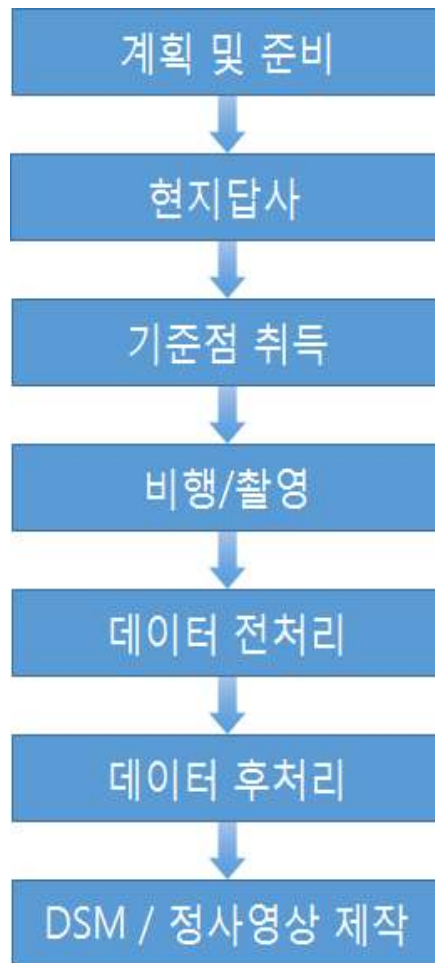 계획 및 준비
현지답사
기준점 취득
비행/촬영
데이터 전처리
데이터 후처리
DSM / 정사영상 제작